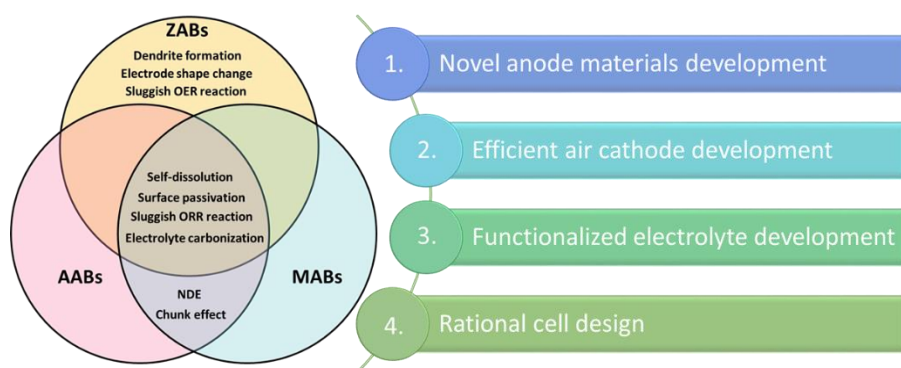 ZABs
Dendrite formation
Electrode shape change
Sluggish OER reaction
Self-dissolution
Surface passivation
Sluggish ORR reaction
Electrolyte carbonization
AABs
MABs
NDE
Chunk effect
1. Novel anode materials development
2. Efficient air cathode development
3. Functionalized electrolyte development
4. Rational cell design